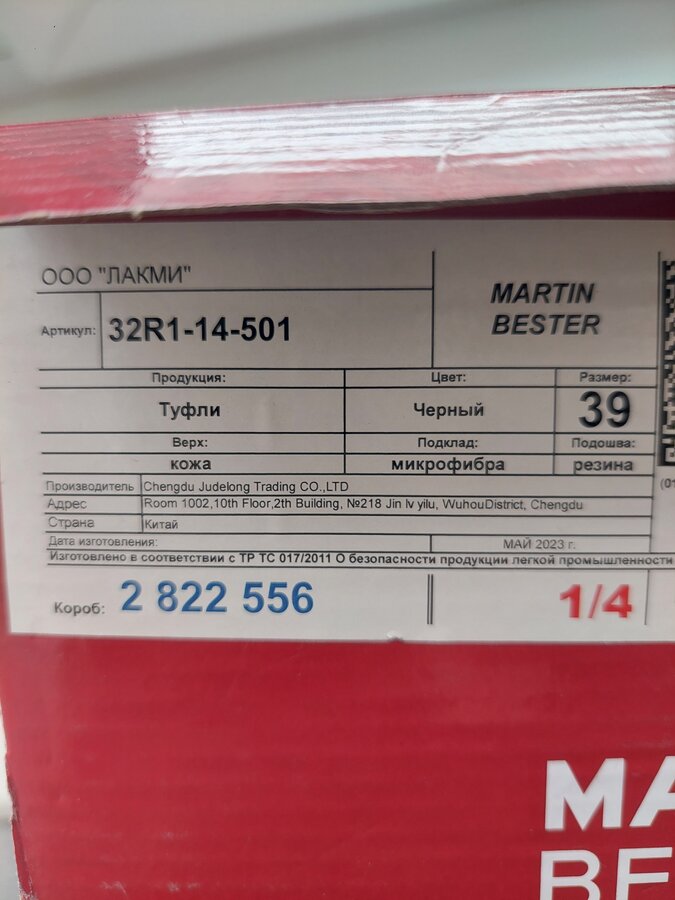 ООО "ЛАКМИ"
MARTIN
BESTER
Артикул: 32R1-14-501
Продукция: Цвет: Размер:
Туфли Черный 39
Верх: Подклад: Подошва:
кожа микрофибра резина
Производитель Chengdu Judelong Trading CO.,LTD
Адрес Room 1002,10th Floor,2th Building, №218 Jin lv yilu, WuhouDistrict, Chengdu
Страна Китай
Дата изготовления: МАЙ 2023 г.
Изготовлено в соответствии с ТР ТС 017/2011 О безопасности продукции легкой промышленности
Короб: 2 822 556 1/4
(01
MA
BE